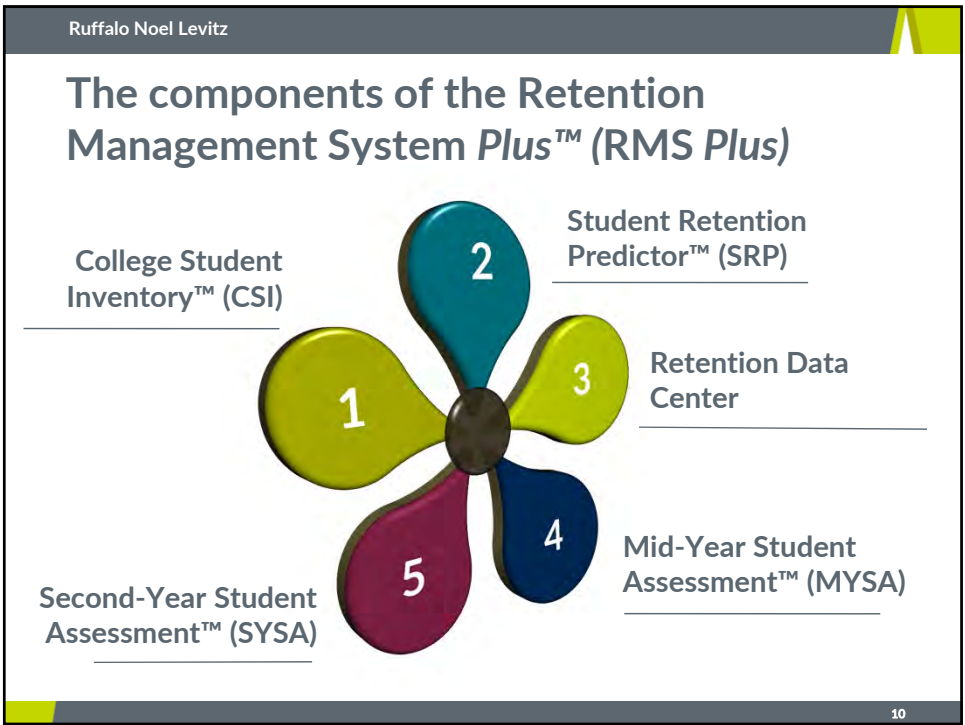 Ruffalo Noel Levitz
The components of the Retention
Management System Plus™ (RMS Plus)
College Student
Inventory™ (CSI)
1
2
Student Retention
Predictor™ (SRP)
3
Retention Data
Center
4
Mid-Year Student
Assessment™ (MYSA)
5
Second-Year Student
Assessment™ (SYSA)
10